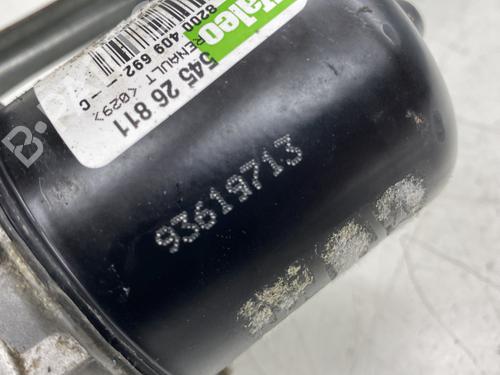 Valeo
545 26 811
RENAULT <029>
8200 409 692 - - C
93619713